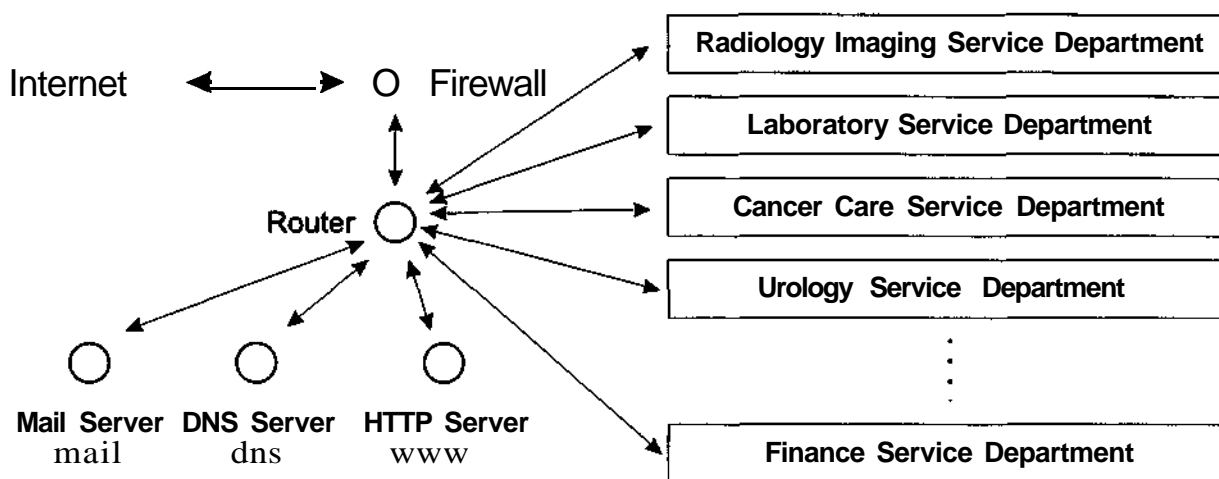 Radiology Imaging Service Department
Internet
Firewall
Laboratory Service Department
Router
Cancer Care Service Department
Urology Service Department
Mail Server
mail
DNS Server
dns
HTTP Server
www
Finance Service Department